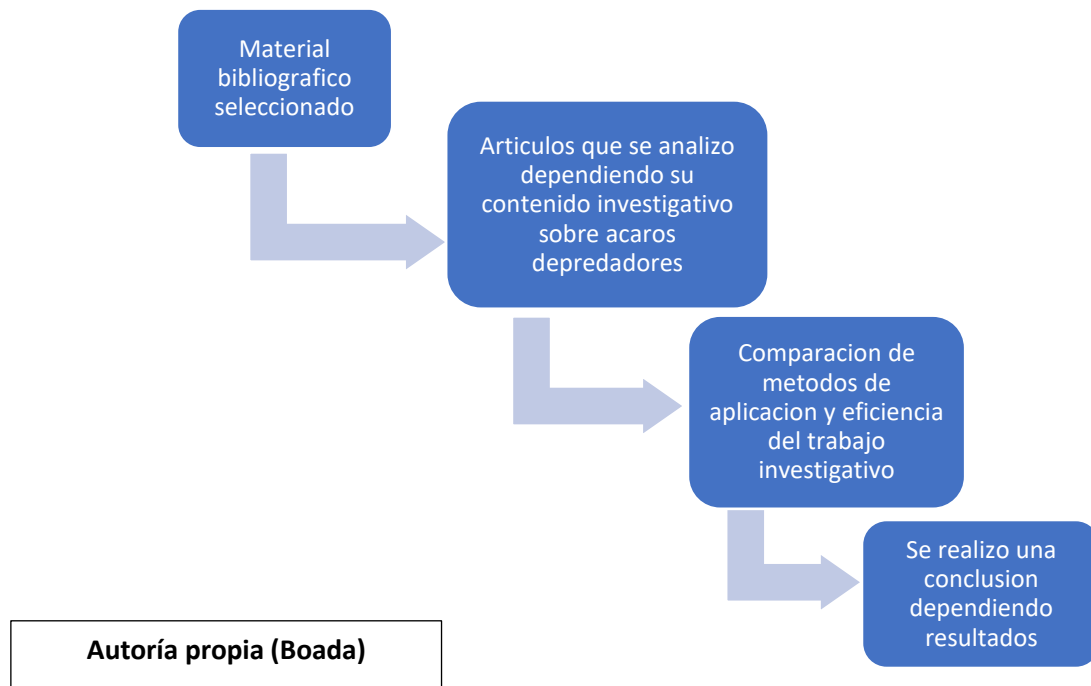 Material
bibliografico
seleccionado
Articulos que se analizo
dependiendo su
contenido investigativo
sobre acaros
depredadores
Comparacion de
metodos de
aplicacion y eficiencia
del trabajo
investigativo
Se realizo una
conclusion
dependiendo
resultados
Autoría propia (Boada)